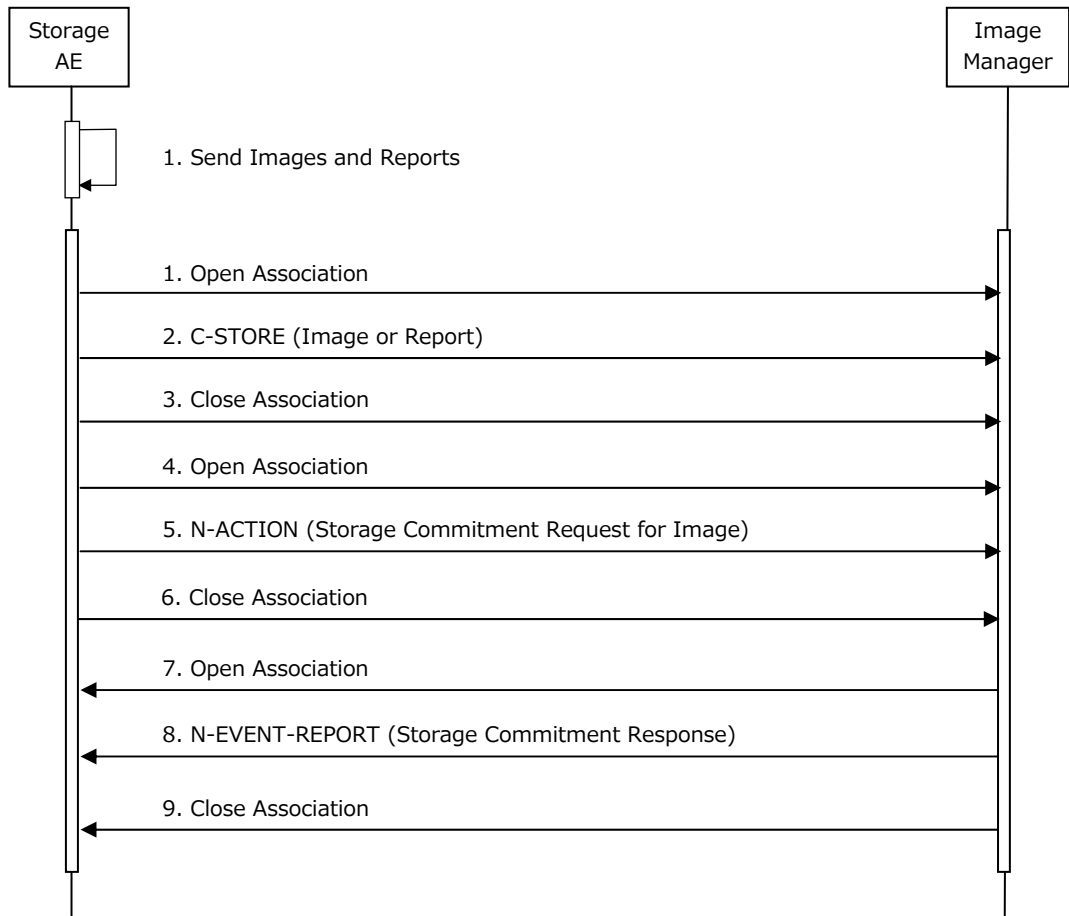 Storage
AE
Image
Manager
1. Send Images and Reports
1. Open Association
2. C-STORE (Image or Report)
3. Close Association
4. Open Association
5. N-ACTION (Storage Commitment Request for Image)
6. Close Association
7. Open Association
8. N-EVENT-REPORT (Storage Commitment Response)
9. Close Association